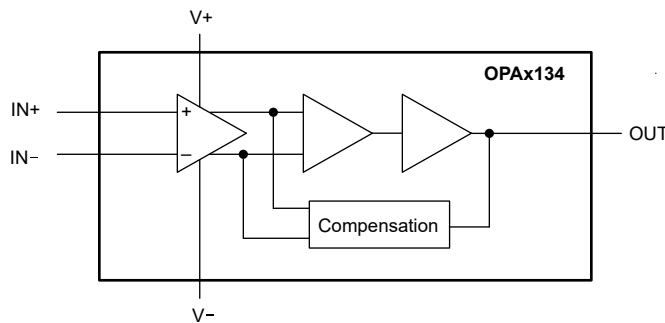 V+
OPAx134
IN+
+
IN−
−
OUT
Compensation
V−